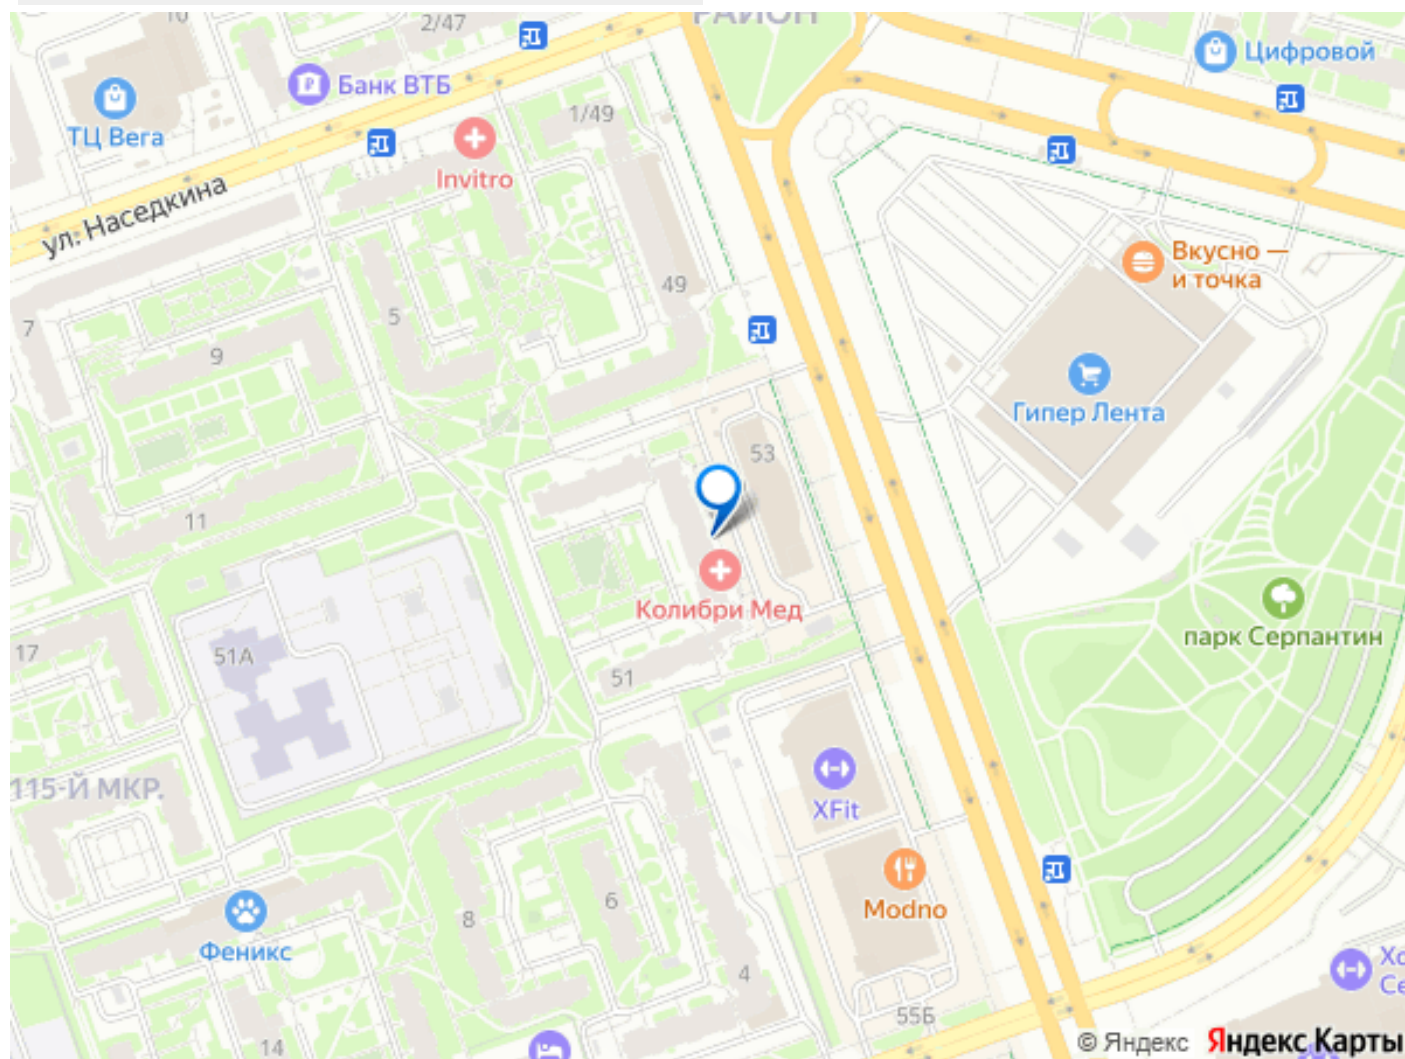 РАЙОН
10
2/47
Цифровой
Банк ВТБ
ТЦ Вега
1/49
Invitro
ул. Наседкина
Вкусно —
и точка
49
5
7
9
Гипер Лента
53
11
Колибри Мед
парк Серпантин
17
51А
51
115-Й МКР.
XFit
Modno
6
8
Феникс
4
55Б
14
© Яндекс Яндекс Карты